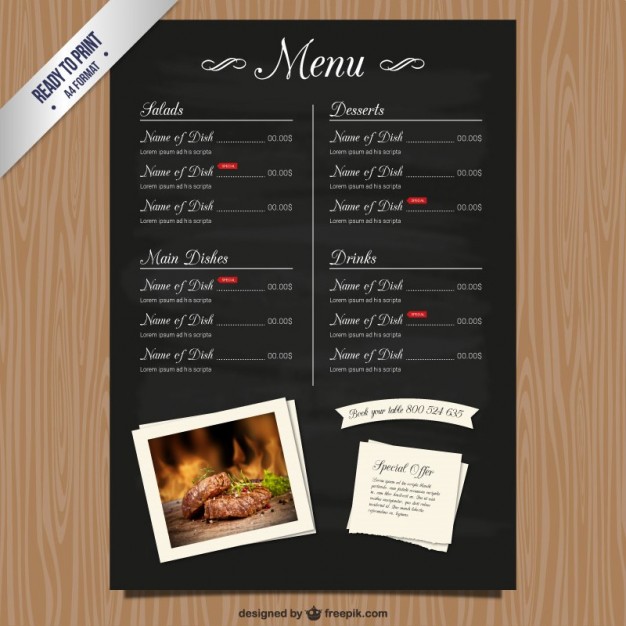 READY TO PRINT
A4 FORMAT
Menu
Salads
Name of Dish ........ 00.00$
Lorem ipsum ad his scripta
Name of Dish SPECIAL ........ 00.00$
Lorem ipsum ad his scripta
Name of Dish ........ 00.00$
Lorem ipsum ad his scripta
Main Dishes
Name of Dish SPECIAL ........ 00.00$
Lorem ipsum ad his scripta
Name of Dish ........ 00.00$
Lorem ipsum ad his scripta
Name of Dish ........ 00.00$
Lorem ipsum ad his scripta
Desserts
Name of Dish ........ 00.00$
Lorem ipsum ad his scripta
Name of Dish ........ 00.00$
Lorem ipsum ad his scripta
Name of Dish SPECIAL ........ 00.00$
Lorem ipsum ad his scripta
Drinks
Name of Dish ........ 00.00$
Lorem ipsum ad his scripta
Name of Dish SPECIAL ........ 00.00$
Lorem ipsum ad his scripta
Name of Dish ........ 00.00$
Lorem ipsum ad his scripta
Book your table 800 524 635
Special Offer
designed by freepik.com